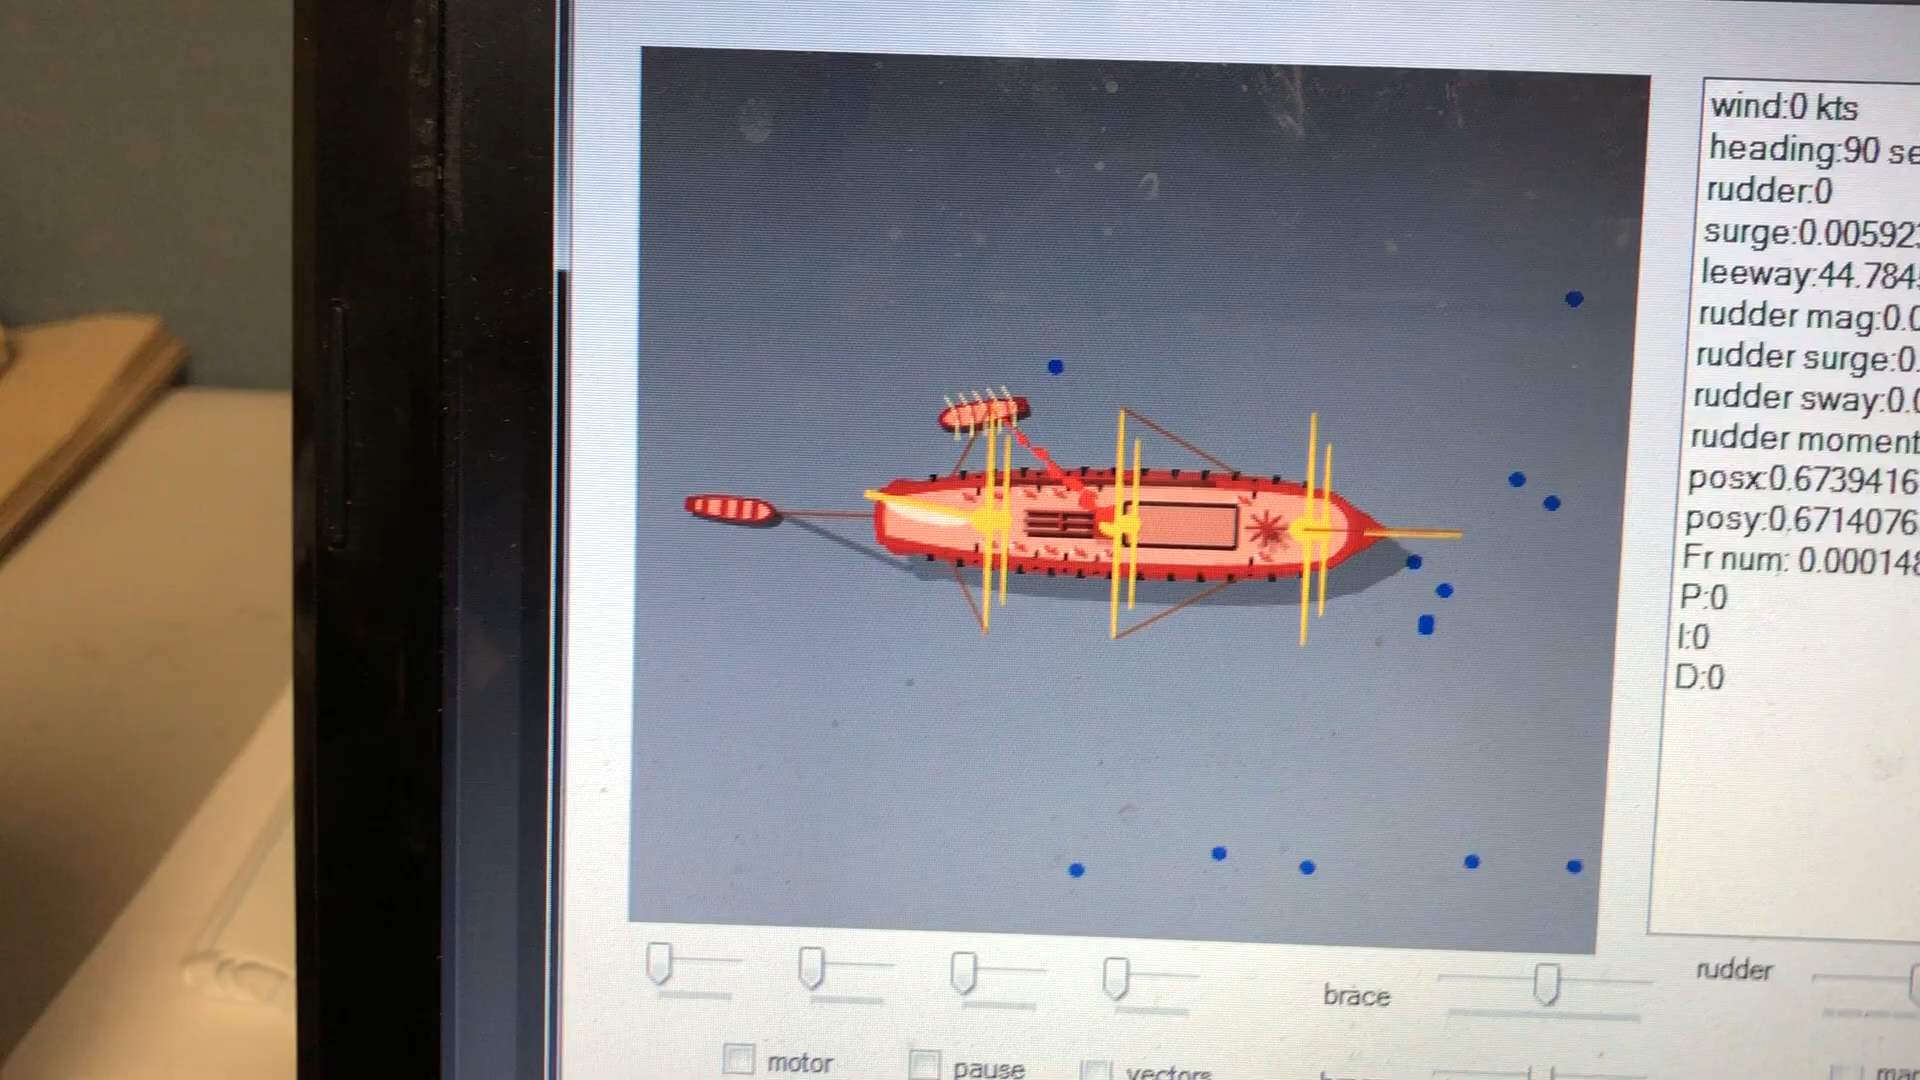 wind:0 kts
heading:90 se
rudder:0
surge:0.00592
leeway:44.784
rudder mag:0.0
rudder surge:0.
rudder sway:0.0
rudder moment
posx:0.6739416
posy:0.6714076
Fr num: 0.000148
P:0
I:0
D:0
brace
rudder
motor
pause
vectors